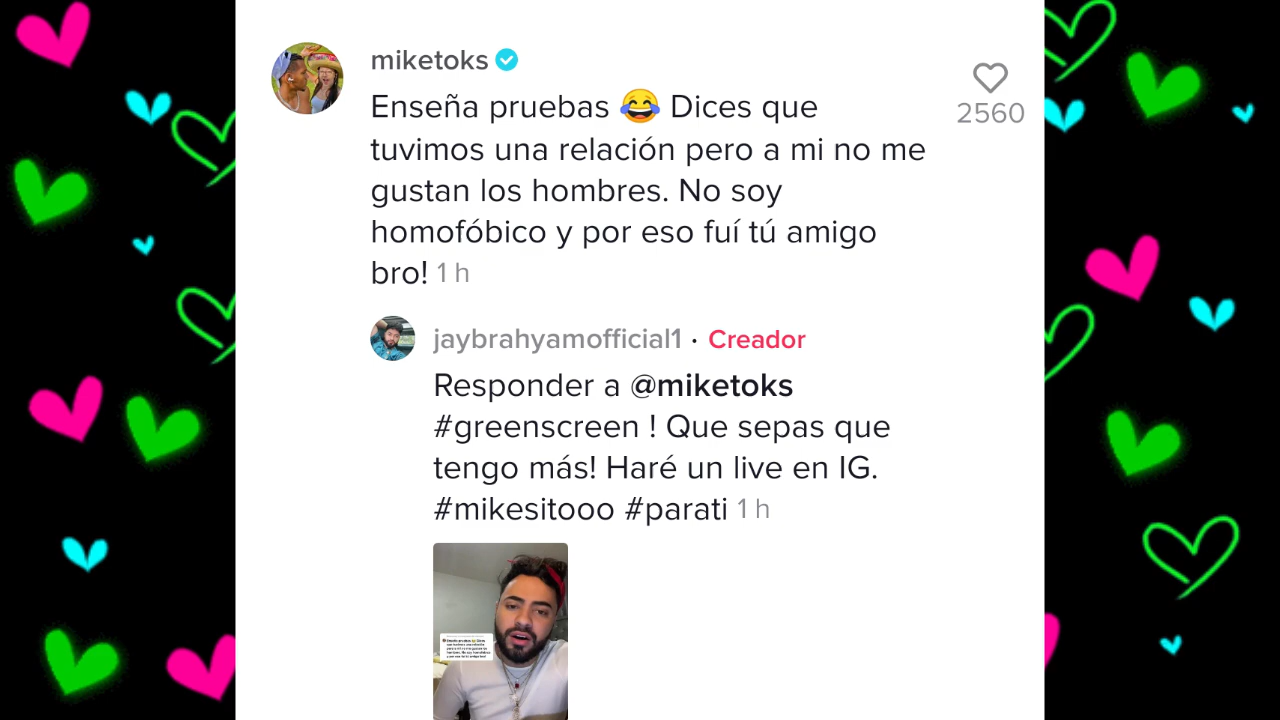 miketoks
Enseña pruebas 😂 Dices que
2560
tuvimos una relación pero a mi no me
gustan los hombres. No soy
homofóbico y por eso fuí tú amigo
bro! 1 h
jaybrahyamofficial1 · Creador
Responder a @miketoks
#greenscreen ! Que sepas que
tengo más! Haré un live en IG.
#mikesitooo #parati 1 h